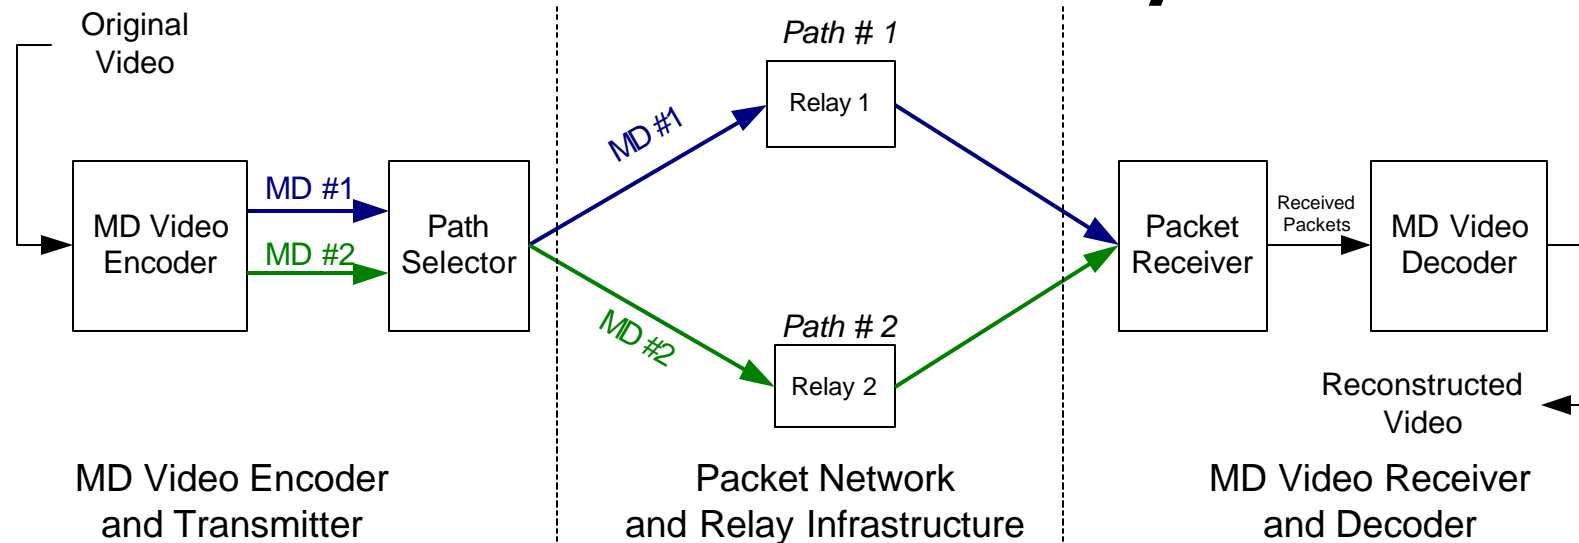 Original
Video
MD Video
Encoder
MD #1
MD #2
Path
Selector
MD #1
MD #2
Path # 1
Relay 1
Path # 2
Relay 2
Packet
Receiver
Received
Packets
MD Video
Decoder
Reconstructed
Video
MD Video Encoder
and Transmitter
Packet Network
and Relay Infrastructure
MD Video Receiver
and Decoder